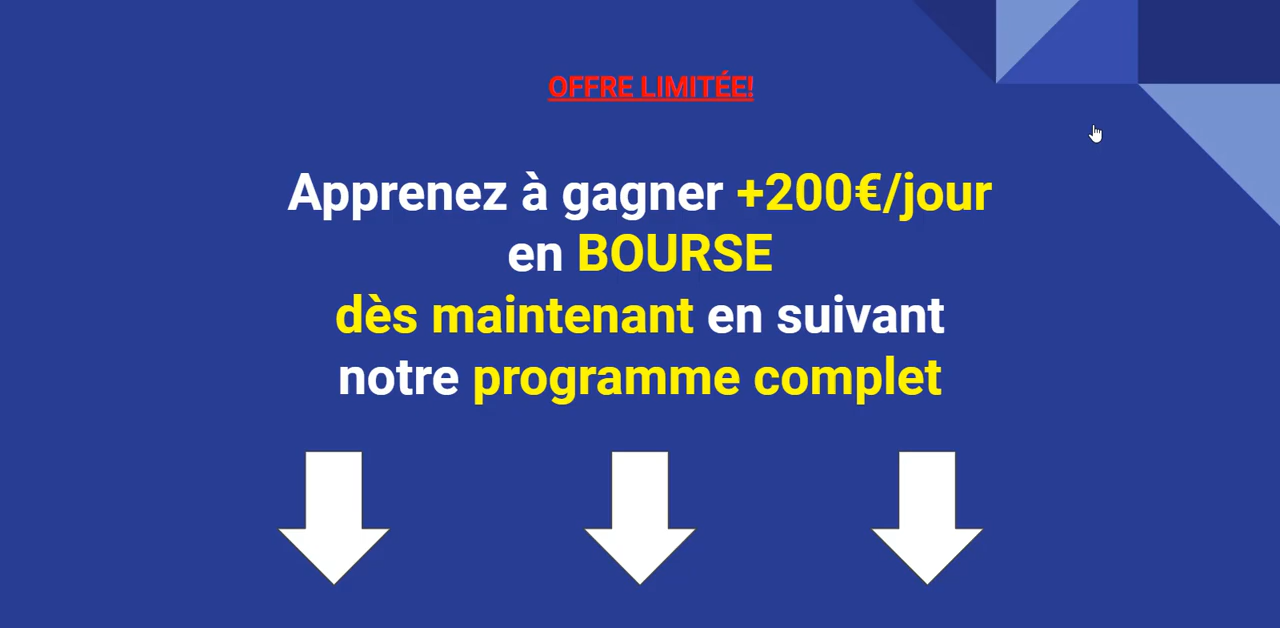 OFFRE LIMITÉE!
Apprenez à gagner +200€/jour
en BOURSE
dès maintenant en suivant
notre programme complet